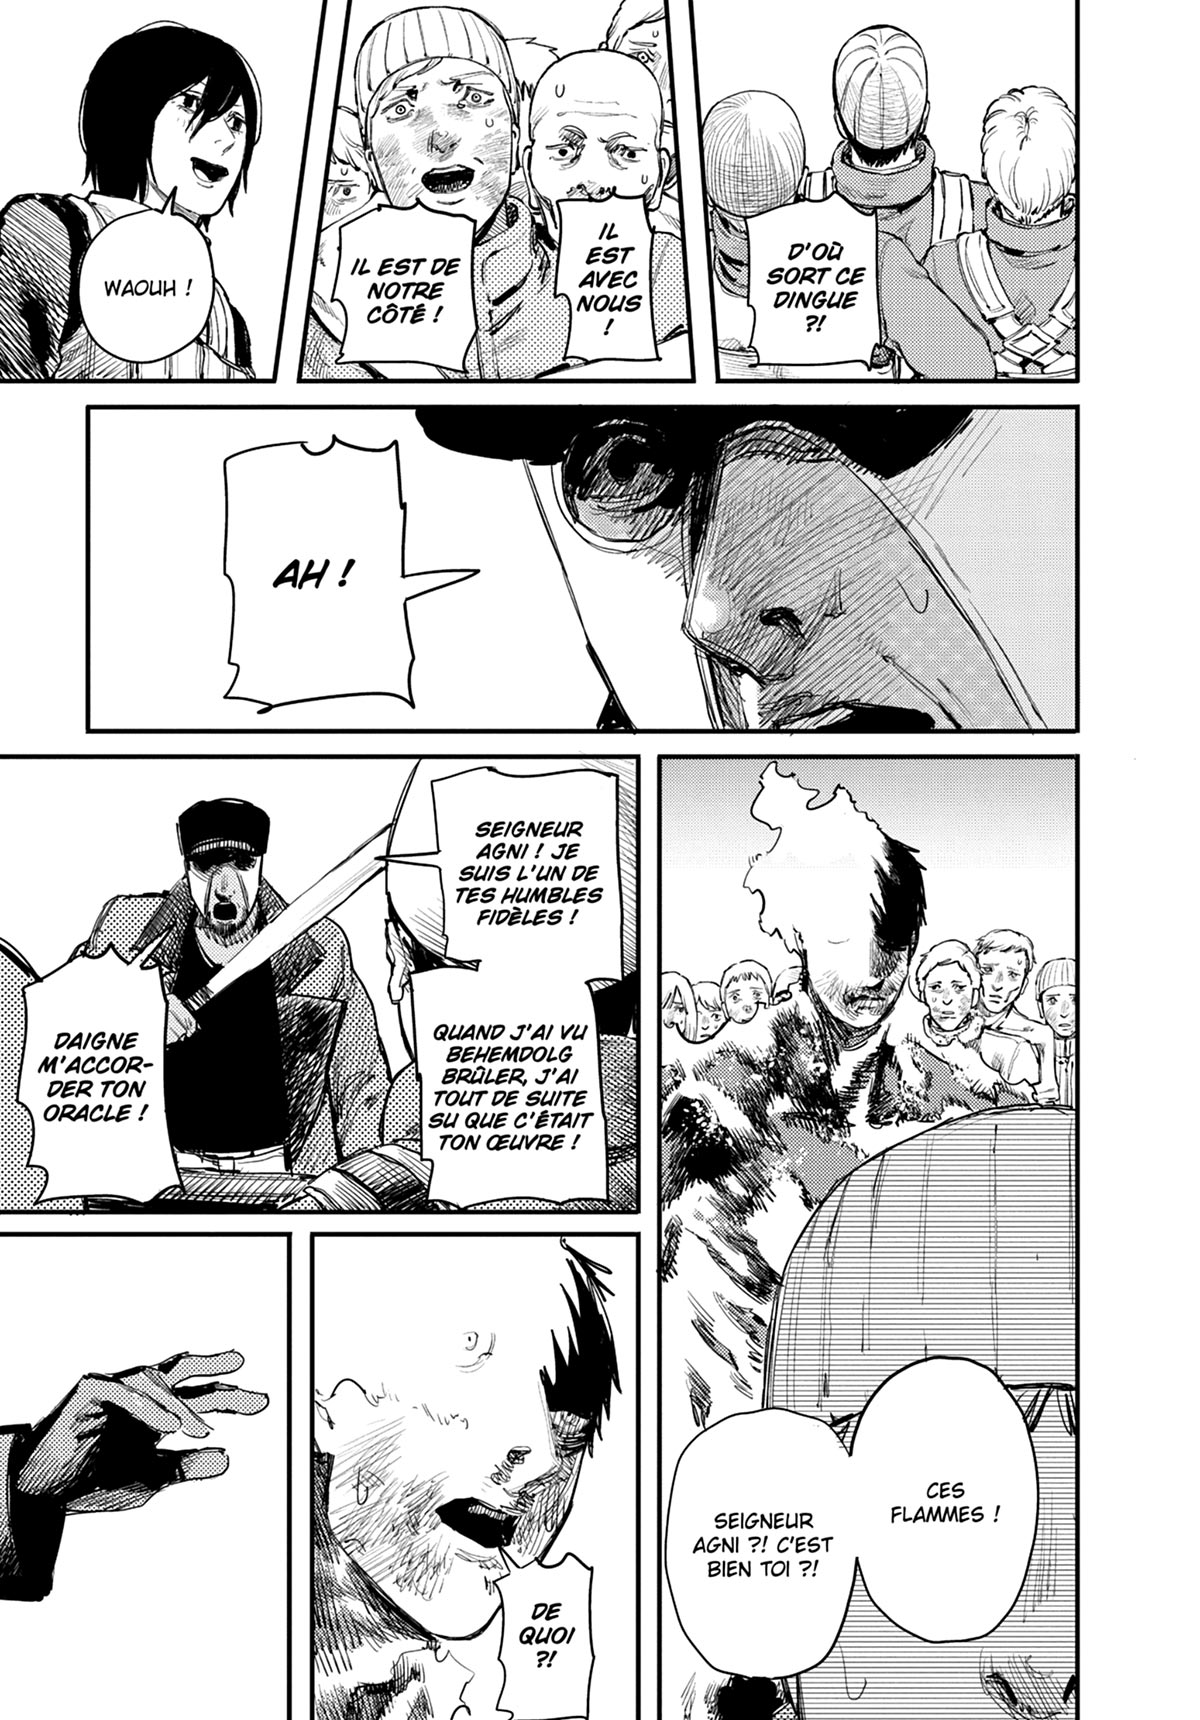 D'OÙ
SORT CE
DINGUE
?!
IL
EST
AVEC
NOUS
!
IL EST DE
NOTRE
CÔTÉ !
WAOUH !
AH !
CES
FLAMMES !
SEIGNEUR
AGNI ?! C'EST
BIEN TOI ?!
SEIGNEUR
AGNI ! JE
SUIS L'UN DE
TES HUMBLES
FIDÈLES !
QUAND J'AI VU
BEHEMDOLG
BRÛLER, J'AI
TOUT DE SUITE
SU QUE C'ÉTAIT
TON ŒUVRE !
DAIGNE
M'ACCOR-
DER TON
ORACLE !
DE
QUOI
?!